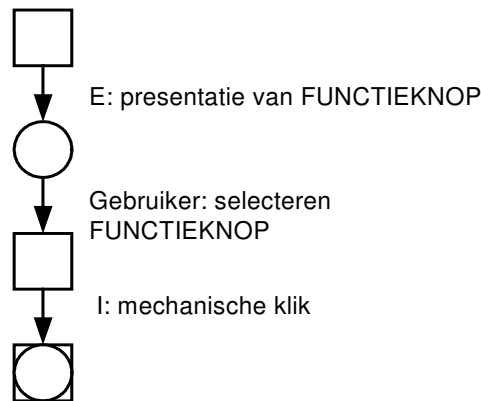 E: presentatie van FUNCTIEKNOP
Gebruiker: selecteren
FUNCTIEKNOP
I: mechanische klik